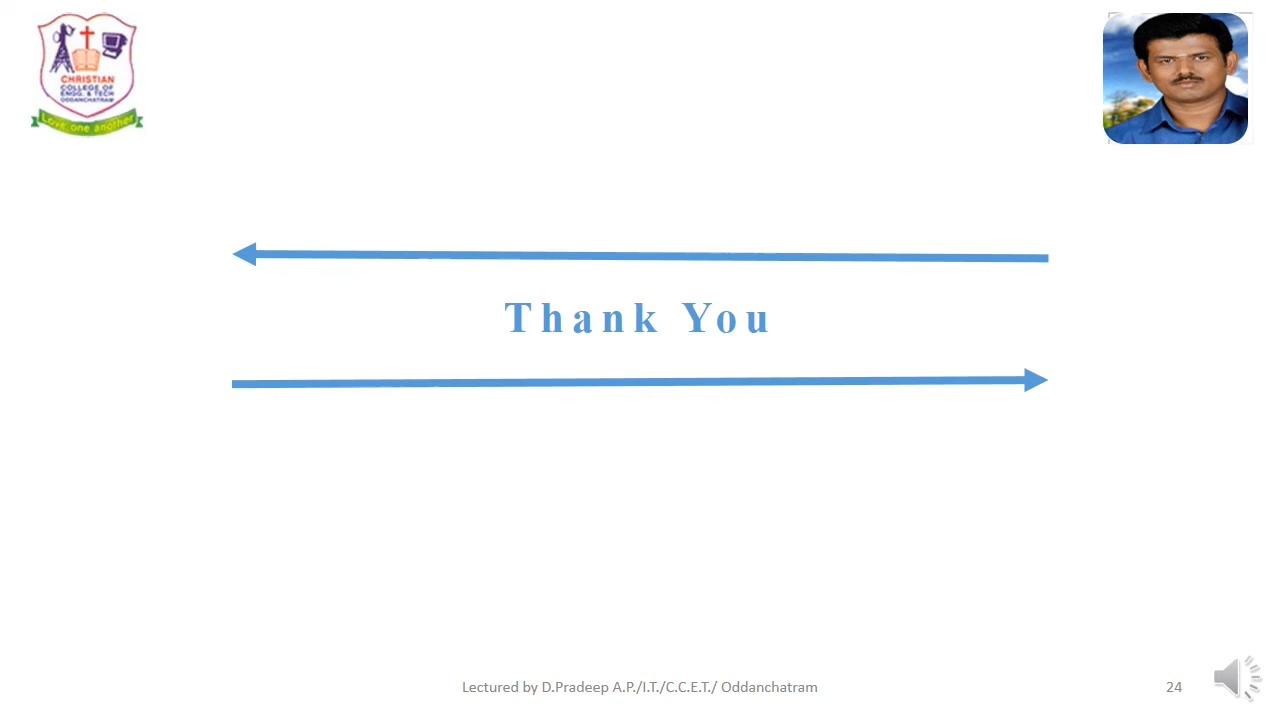 CHRISTIAN
COLLEGE OF
ENGG. & TECH
ODDANCHATRAM
Love one another
Thank You
Lectured by D.Pradeep A.P./I.T./C.C.E.T./ Oddanchatram
24